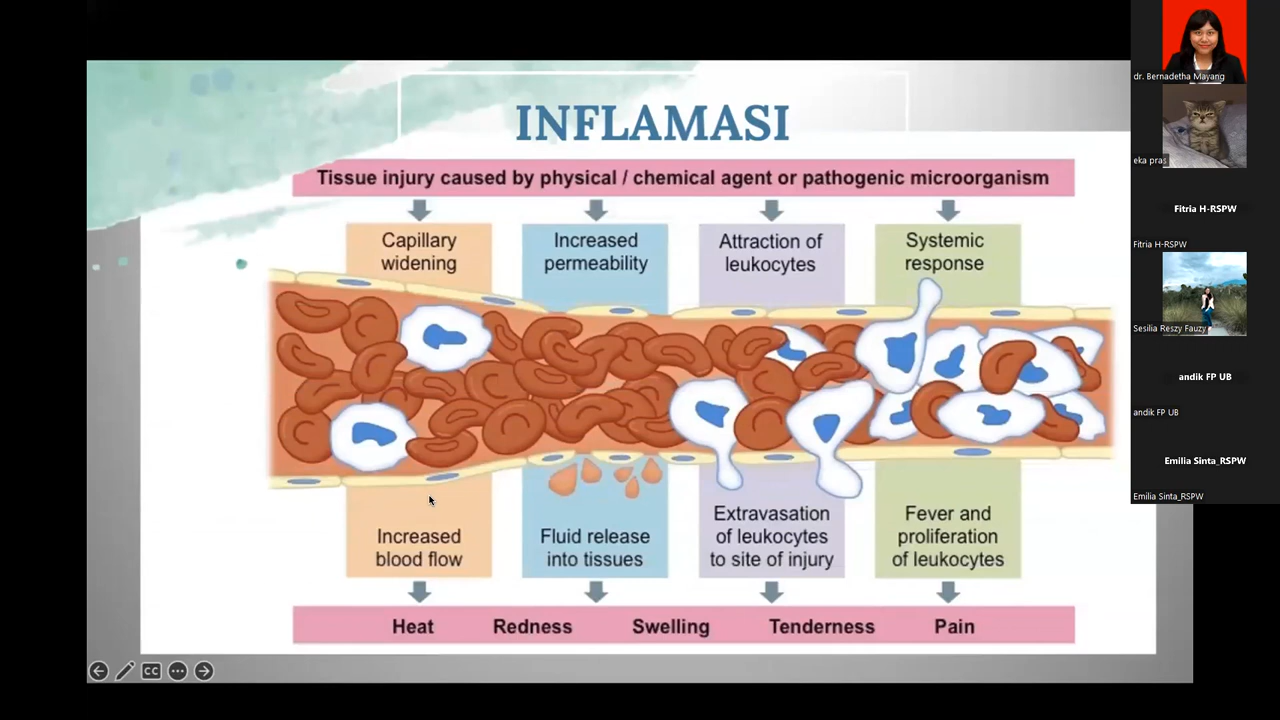 INFLAMASI
Tissue injury caused by physical / chemical agent or pathogenic microorganism
Capillary
widening
Increased
permeability
Attraction of
leukocytes
Systemic
response
Increased
blood flow
Fluid release
into tissues
Extravasation
of leukocytes
to site of injury
Fever and
proliferation
of leukocytes
Heat Redness Swelling Tenderness Pain
CC
dr. Bernadetha Mayang
eka pras
Fitria H-RSPW
Fitria H-RSPW
Sesilia Reszy Fauzy
andik FP UB
andik FP UB
Emilia Sinta_RSPW
Emilia Sinta_RSPW